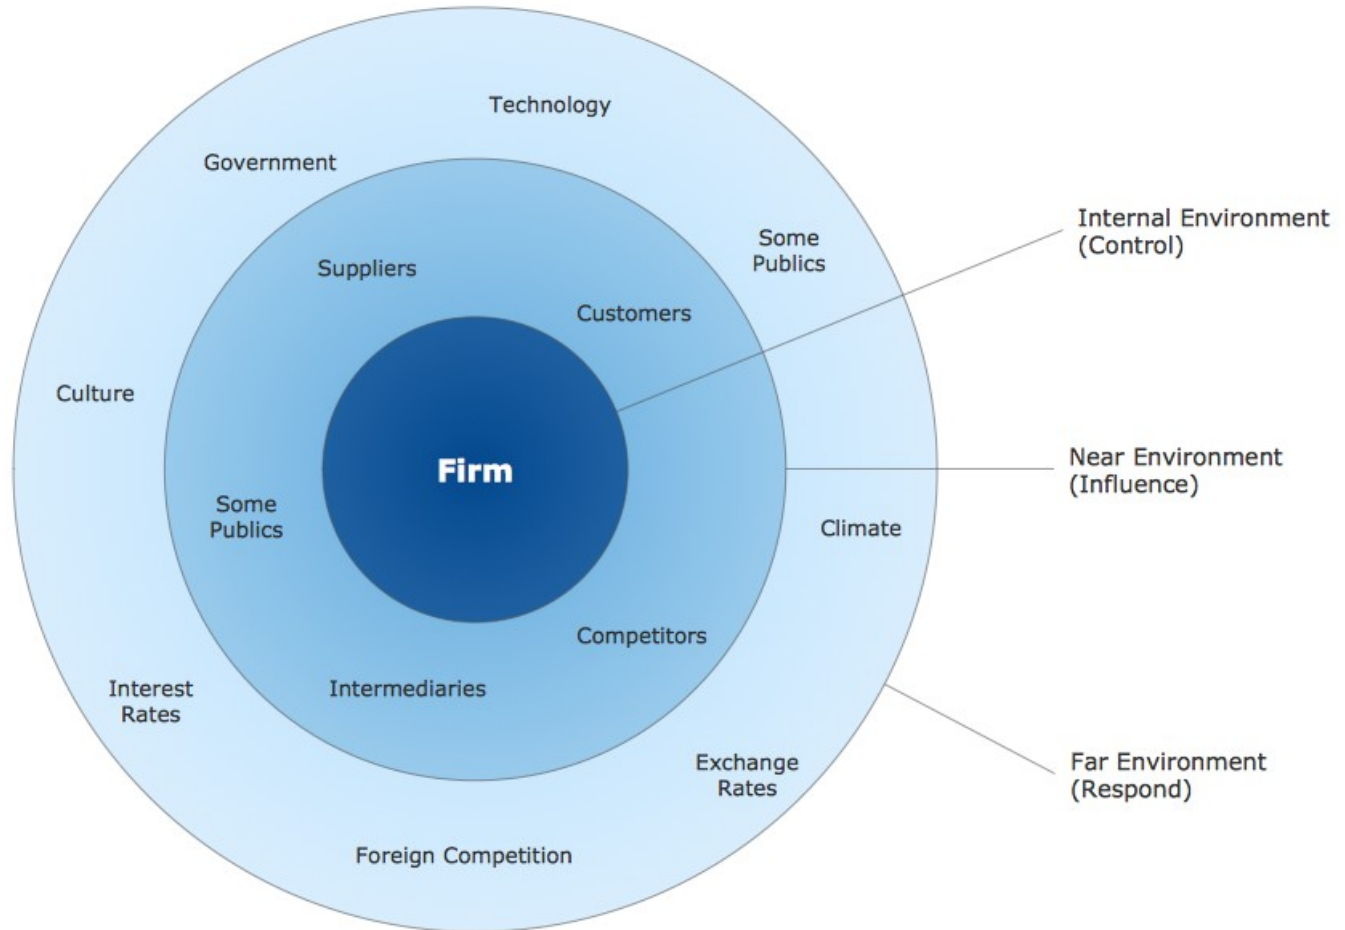 Technology
Government
Some
Publics
Internal Environment
(Control)
Suppliers
Customers
Culture
Firm
Near Environment
(Influence)
Some
Publics
Climate
Competitors
Intermediaries
Interest
Rates
Exchange
Rates
Far Environment
(Respond)
Foreign Competition